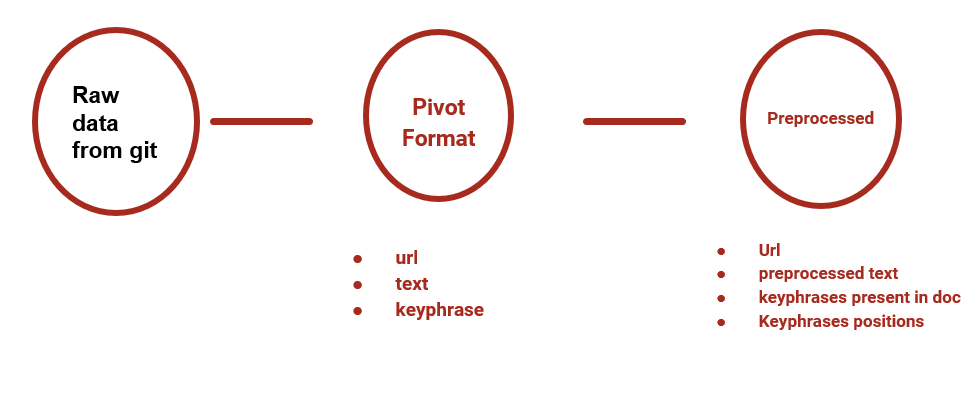 Raw
data
from git
Pivot
Format
Preprocessed
• url
• text
• keyphrase
• Url
• preprocessed text
• keyphrases present in doc
• Keyphrases positions